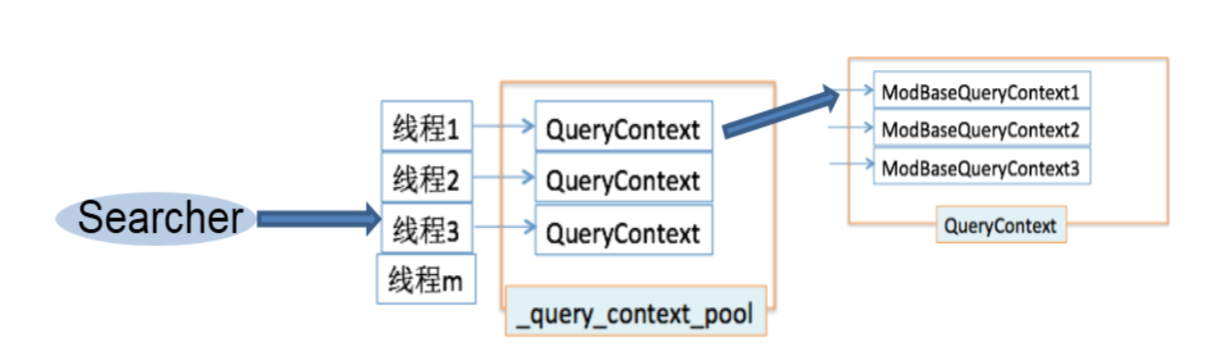 Searcher
线程1
线程2
线程3
线程m
QueryContext
QueryContext
QueryContext
_query_context_pool
ModBaseQueryContext1
ModBaseQueryContext2
ModBaseQueryContext3
QueryContext